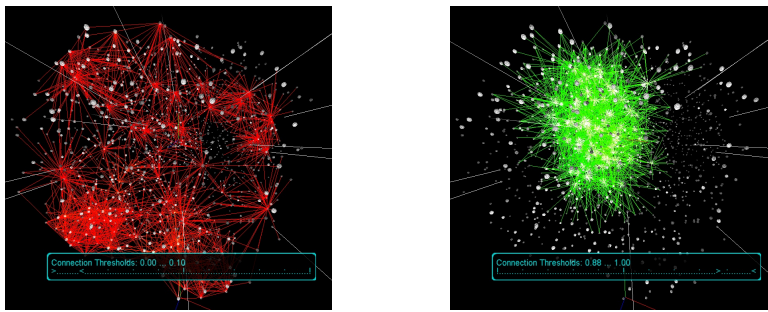 Connection Thresholds: 0.00 ... 0.10
Connection Thresholds: 0.88 ... 1.00